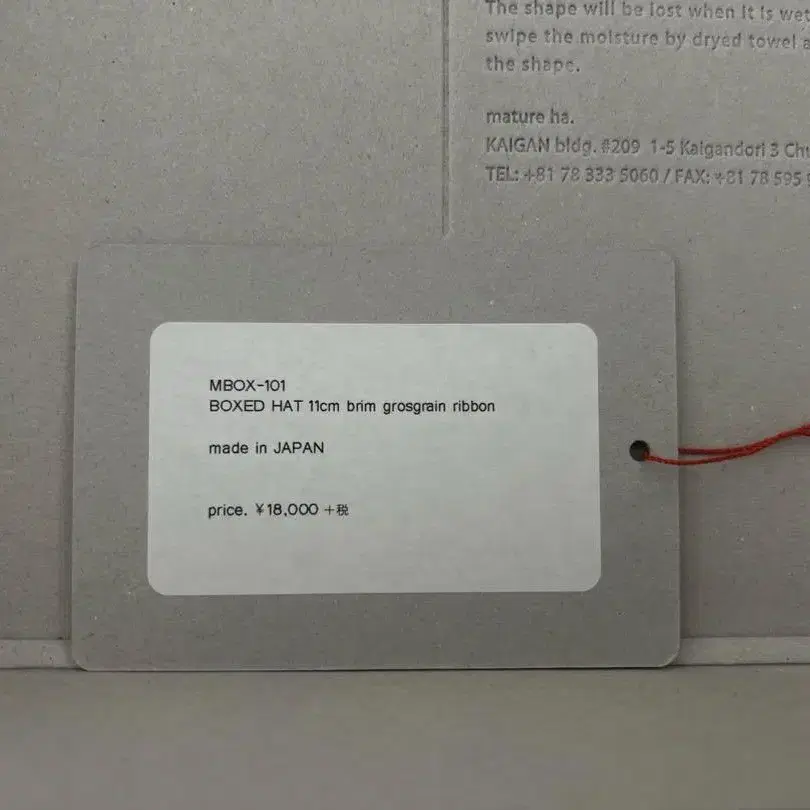 The shape will be lost when it is wet
swipe the moisture by dryed towel a
the shape.
mature ha.
KAIGAN bldg. #209 1-5 Kaigandori 3 Chu
TEL: +81 78 333 5060 / FAX: +81 78 595
MBOX-101
BOXED HAT 11cm brim grosgrain ribbon
made in JAPAN
price. ¥18,000 +税